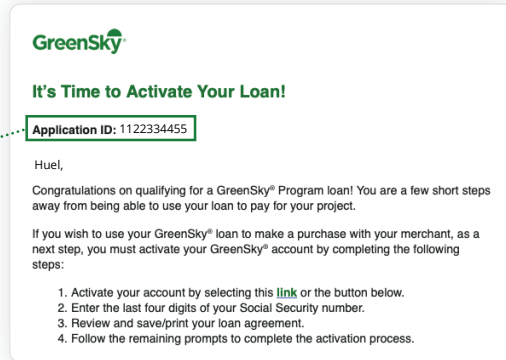 GreenSky®
It's Time to Activate Your Loan!
Application ID: 1122334455
Huel,
Congratulations on qualifying for a GreenSky® Program loan! You are a few short steps
away from being able to use your loan to pay for your project.
If you wish to use your GreenSky® loan to make a purchase with your merchant, as a
next step, you must activate your GreenSky® account by completing the following
steps:
1. Activate your account by selecting this link or the button below.
2. Enter the last four digits of your Social Security number.
3. Review and save/print your loan agreement.
4. Follow the remaining prompts to complete the activation process.